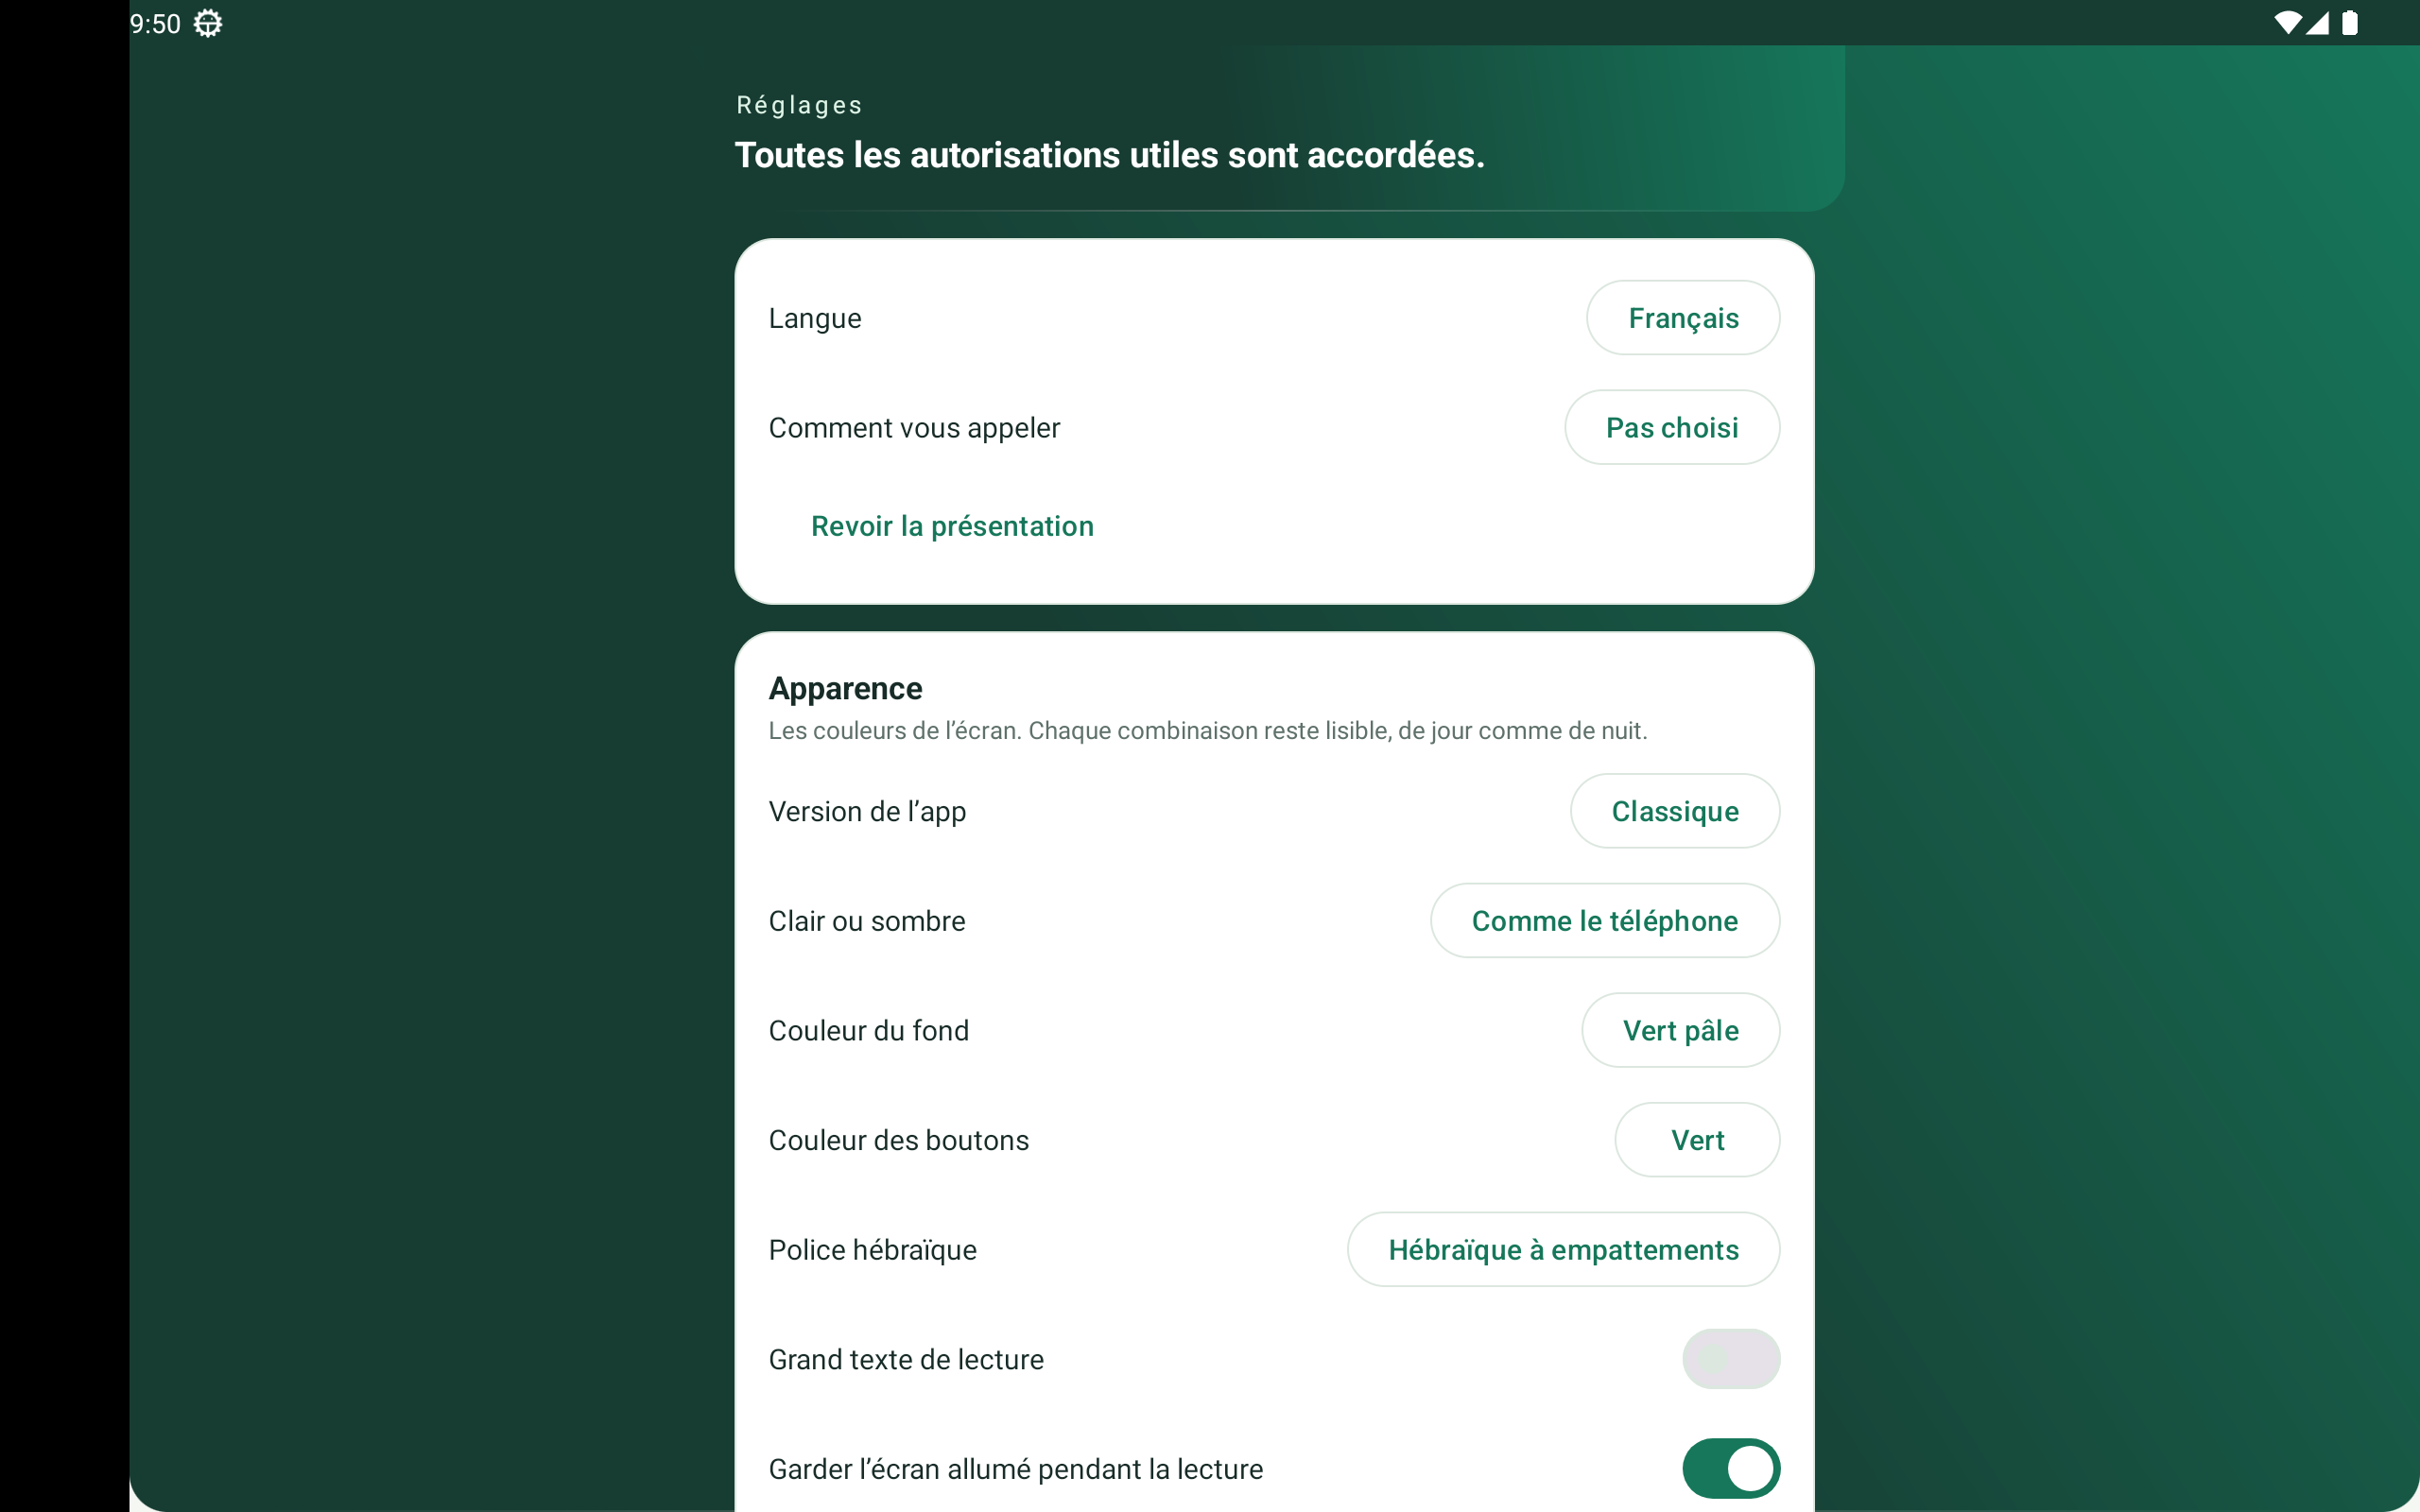 9:50
Réglages
Toutes les autorisations utiles sont accordées.
Langue
Français
Comment vous appeler
Pas choisi
Revoir la présentation
Apparence
Les couleurs de l’écran. Chaque combinaison reste lisible, de jour comme de nuit.
Version de l’app
Classique
Clair ou sombre
Comme le téléphone
Couleur du fond
Vert pâle
Couleur des boutons
Vert
Police hébraïque
Hébraïque à empattements
Grand texte de lecture
Garder l’écran allumé pendant la lecture